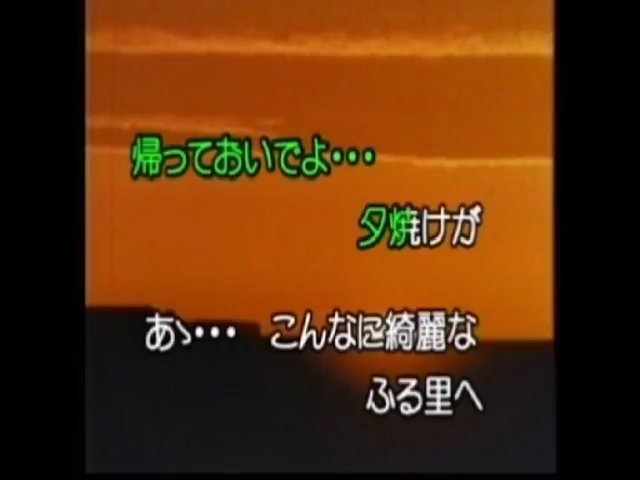 帰っておいでよ・・・
夕焼けが
あゝ・・・ こんなに綺麗な
ふる里へ